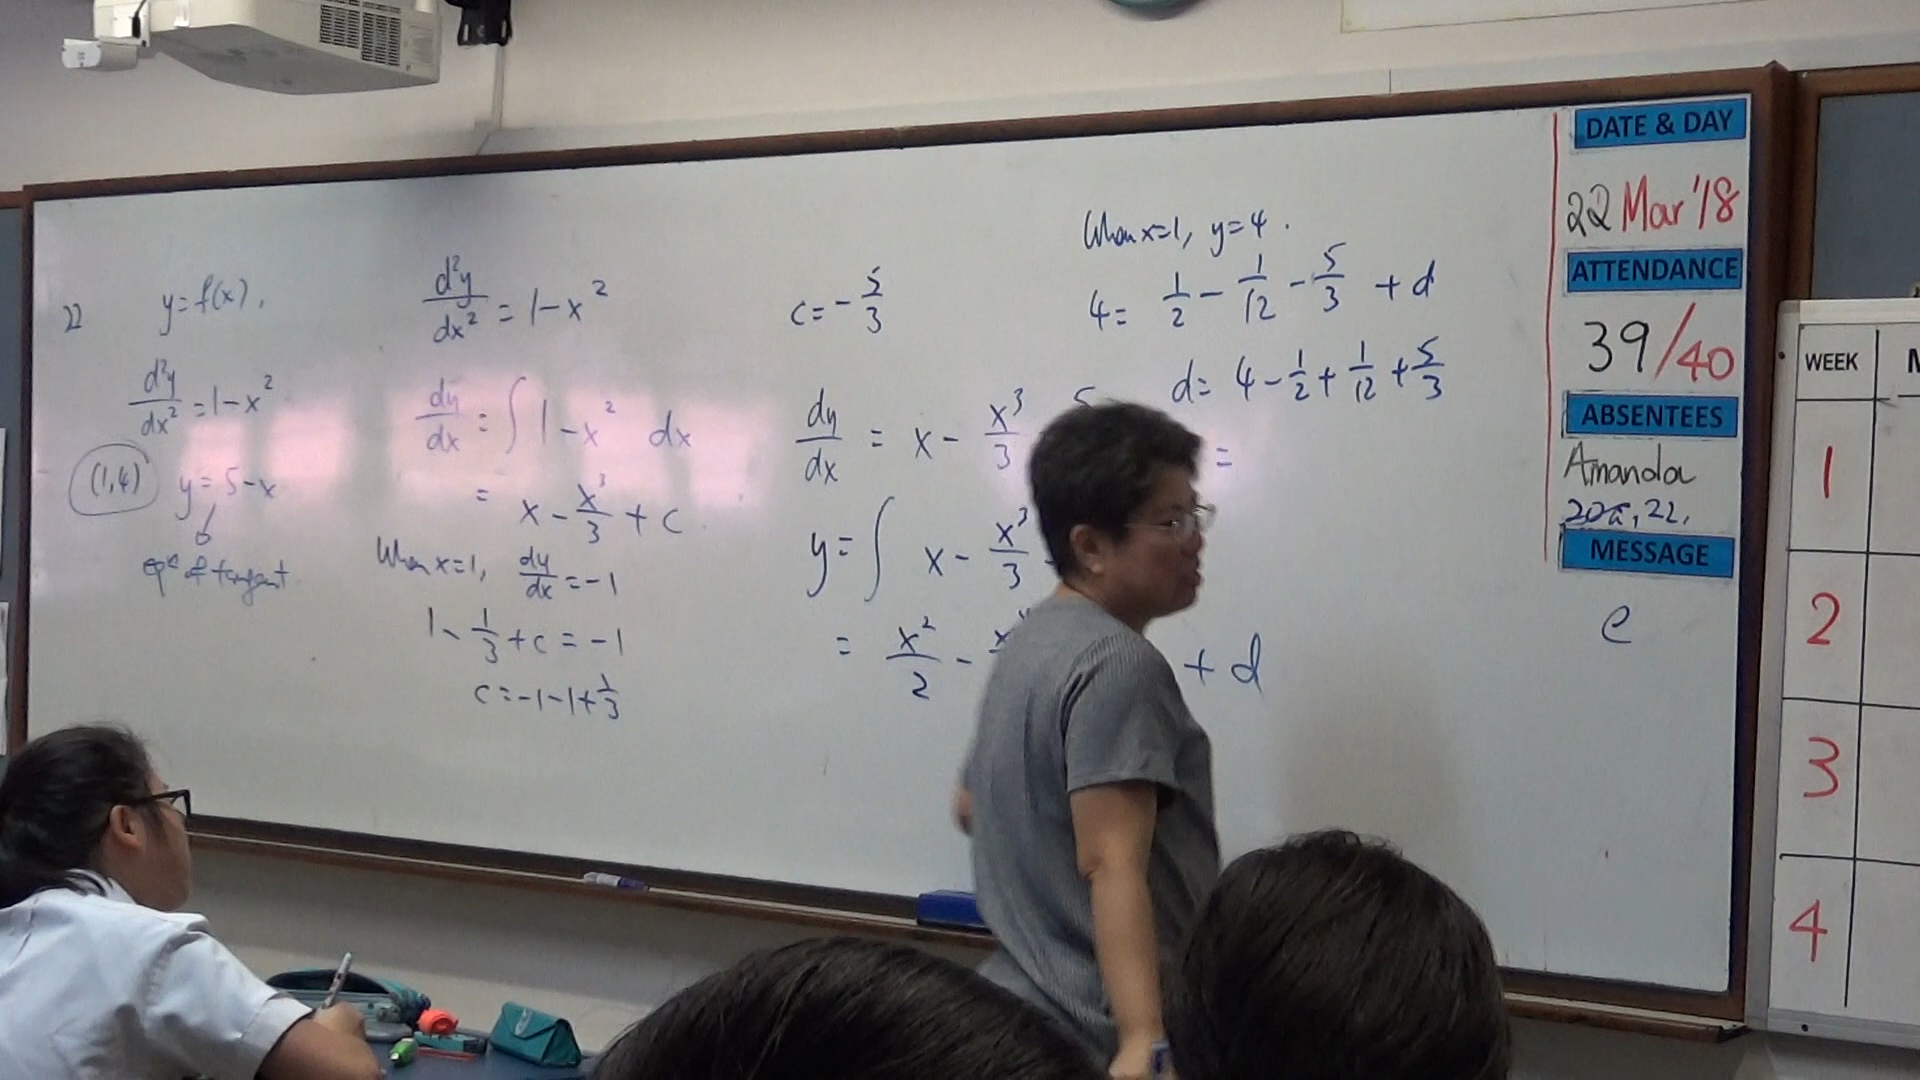 22 y=f(x).
d²y/dx² = 1-x²
(1,4) y = 5-x
eqⁿ of tangent
d²y/dx² = 1-x²
dy/dx = ∫ 1-x² dx
= x - x³/3 + c
When x=1, dy/dx = -1
1 - 1/3 + c = -1
c = -1-1+1/3
c = -5/3
dy/dx = x - x³/3
y = ∫ x - x³/3
= x²/2 - + d
When x=1, y=4.
4 = 1/2 - 1/12 - 5/3 + d
d = 4 - 1/2 + 1/12 + 5/3
=
DATE & DAY
22 Mar '18
ATTENDANCE
39/40
ABSENTEES
Amanda
22,
MESSAGE
e
WEEK
1
2
3
4